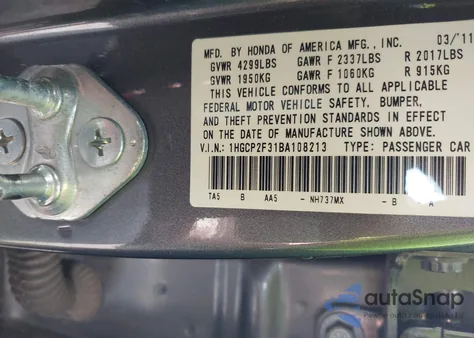 MFD. BY HONDA OF AMERICA MFG., INC. 03/11
GVWR 4299LBS GAWR F 2337LBS R 2017LBS
GVWR 1950KG GAWR F 1060KG R 915KG
THIS VEHICLE CONFORMS TO ALL APPLICABLE
FEDERAL MOTOR VEHICLE SAFETY, BUMPER,
AND THEFT PREVENTION STANDARDS IN EFFECT
ON THE DATE OF MANUFACTURE SHOWN ABOVE.
V.I.N.: 1HGCP2F31BA108213 TYPE: PASSENGER CAR
TA5 B AA5 - NH737MX - B A
autoSnap